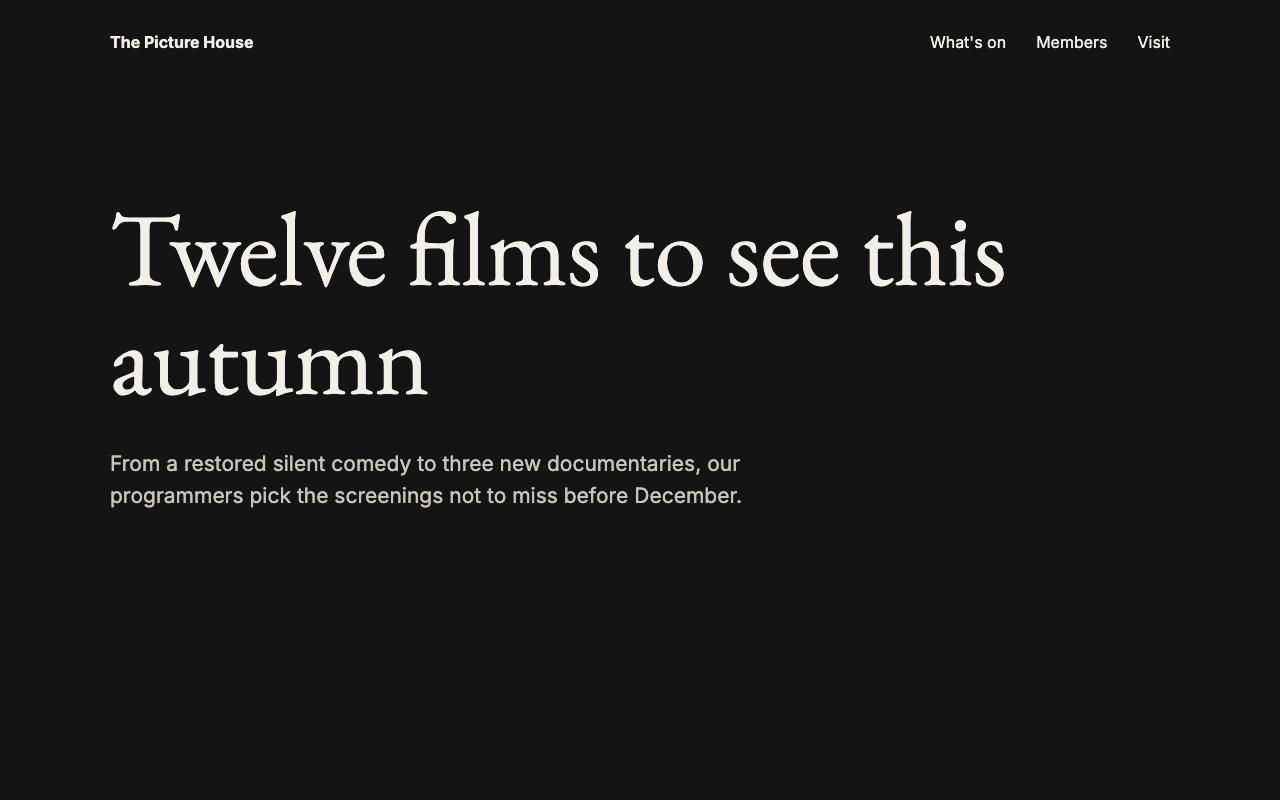 The Picture House
What's on
Members
Visit
Twelve films to see this
autumn
From a restored silent comedy to three new documentaries, our
programmers pick the screenings not to miss before December.